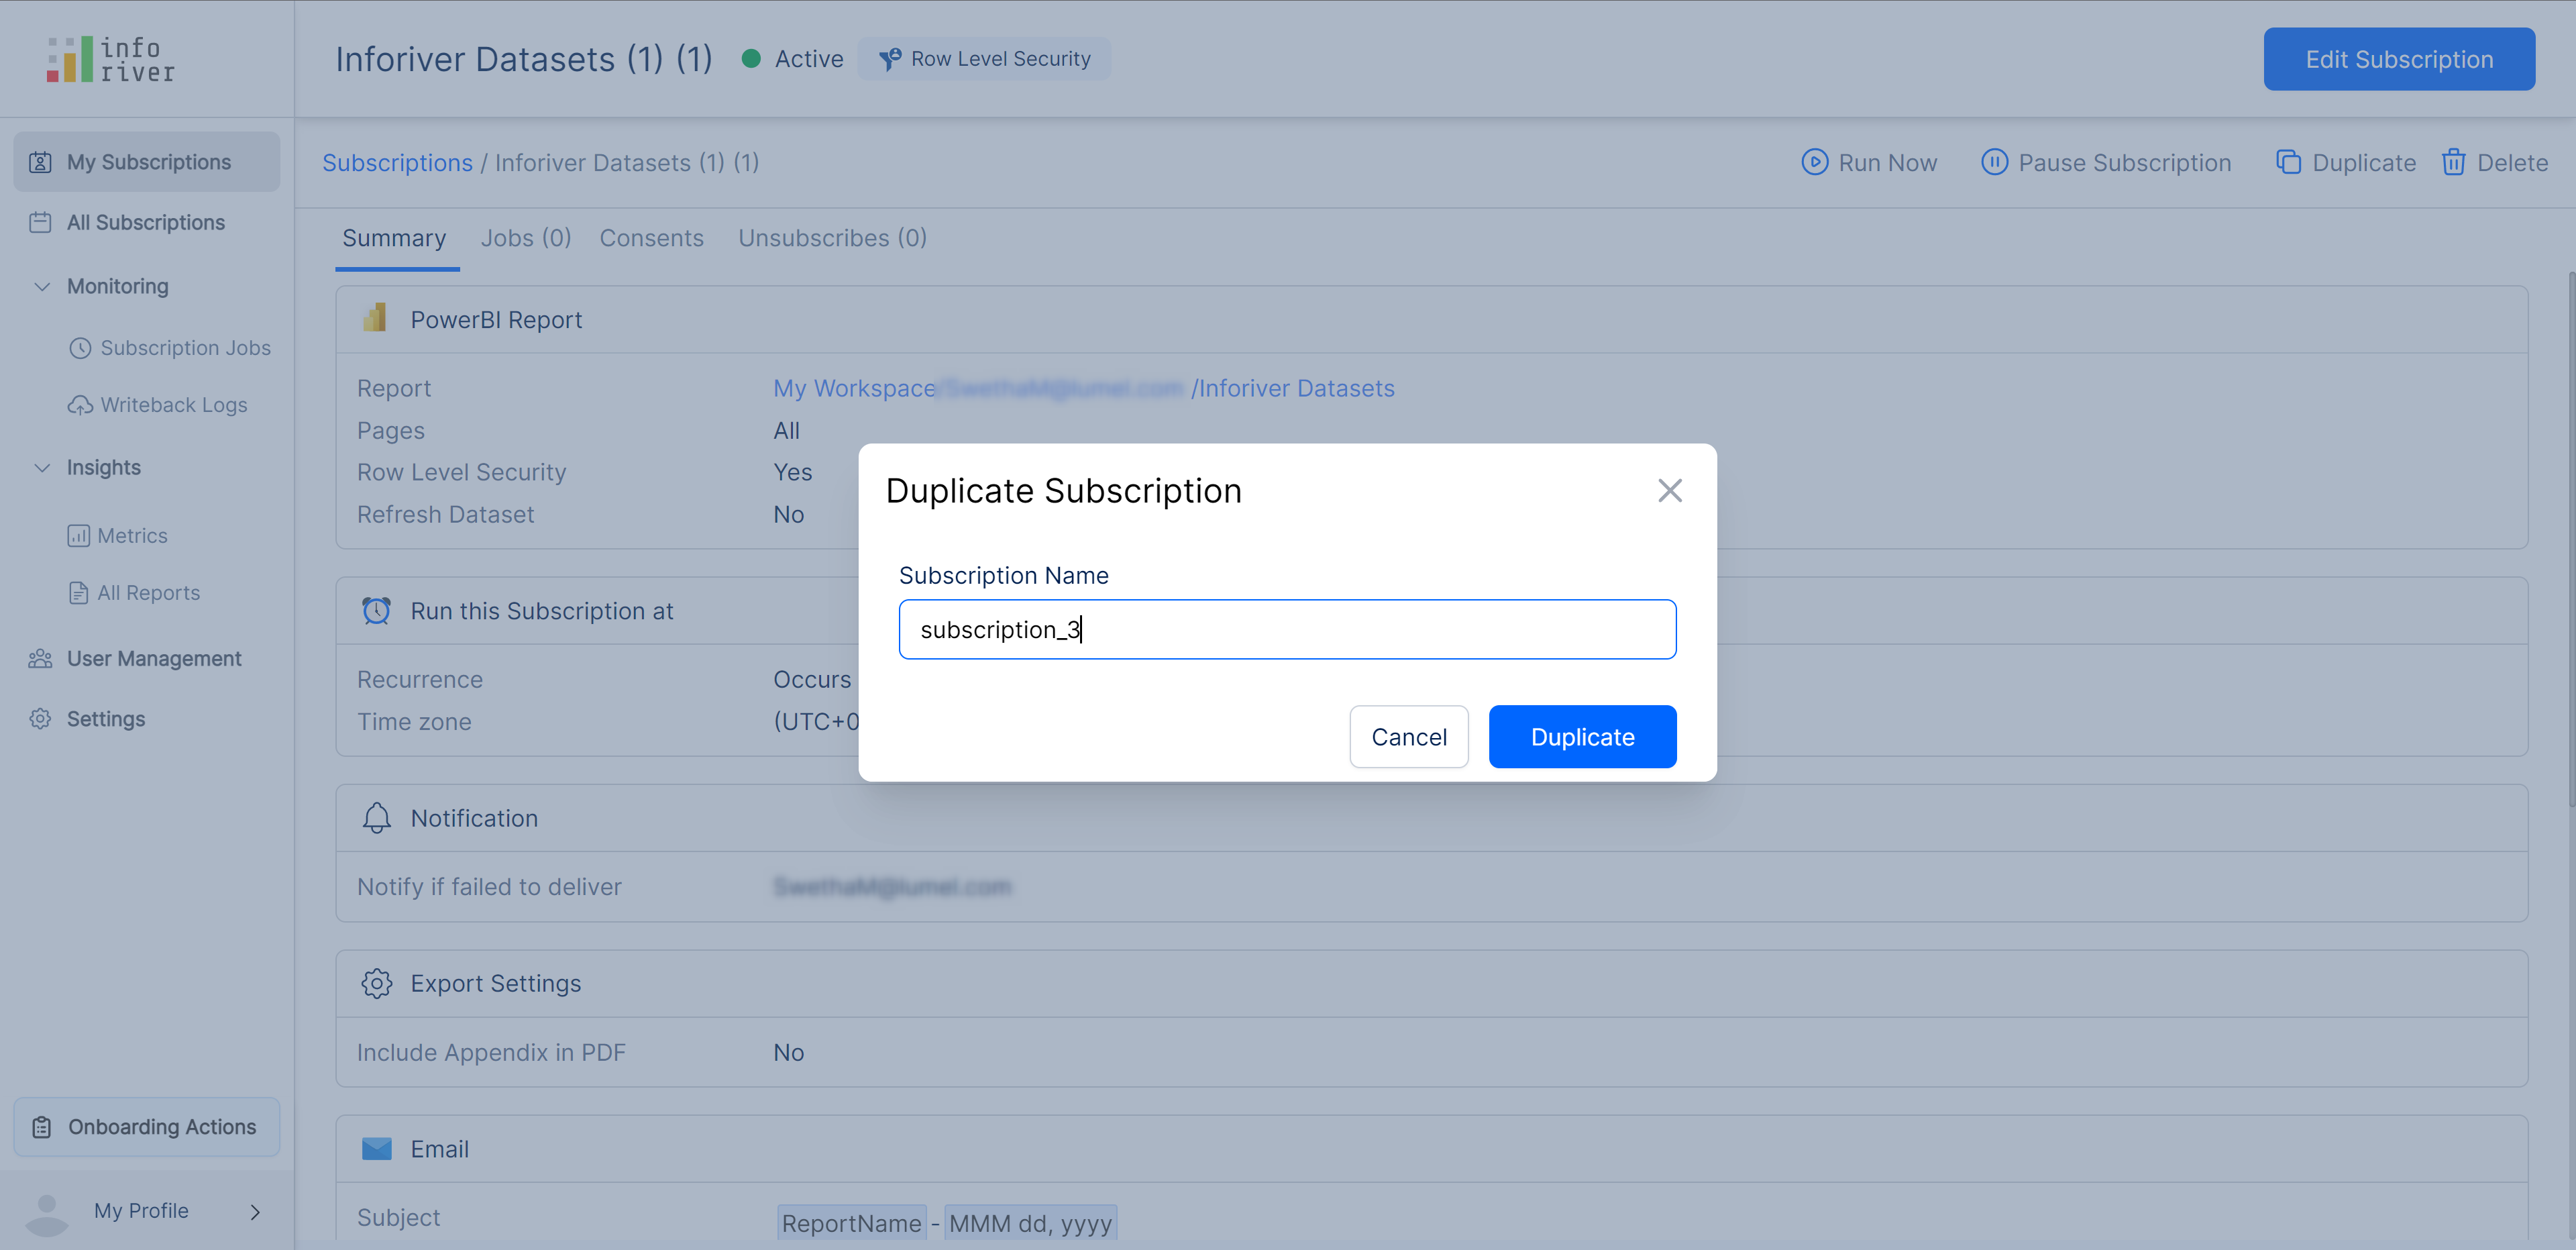 info
river
Inforiver Datasets (1) (1)
Active
Row Level Security
Edit Subscription
My Subscriptions
All Subscriptions
Monitoring
Subscription Jobs
Writeback Logs
Insights
Metrics
All Reports
User Management
Settings
Onboarding Actions
My Profile
Subscriptions / Inforiver Datasets (1) (1)
Run Now
Pause Subscription
Duplicate
Delete
Summary
Jobs (0)
Consents
Unsubscribes (0)
PowerBI Report
Report My Workspace /Inforiver Datasets
Pages All
Row Level Security Yes
Refresh Dataset No
Run this Subscription at
Recurrence Occurs
Time zone (UTC+0
Duplicate Subscription
Subscription Name
subscription_3
Cancel
Duplicate
Notification
Notify if failed to deliver
Export Settings
Include Appendix in PDF No
Email
Subject ReportName - MMM dd, yyyy